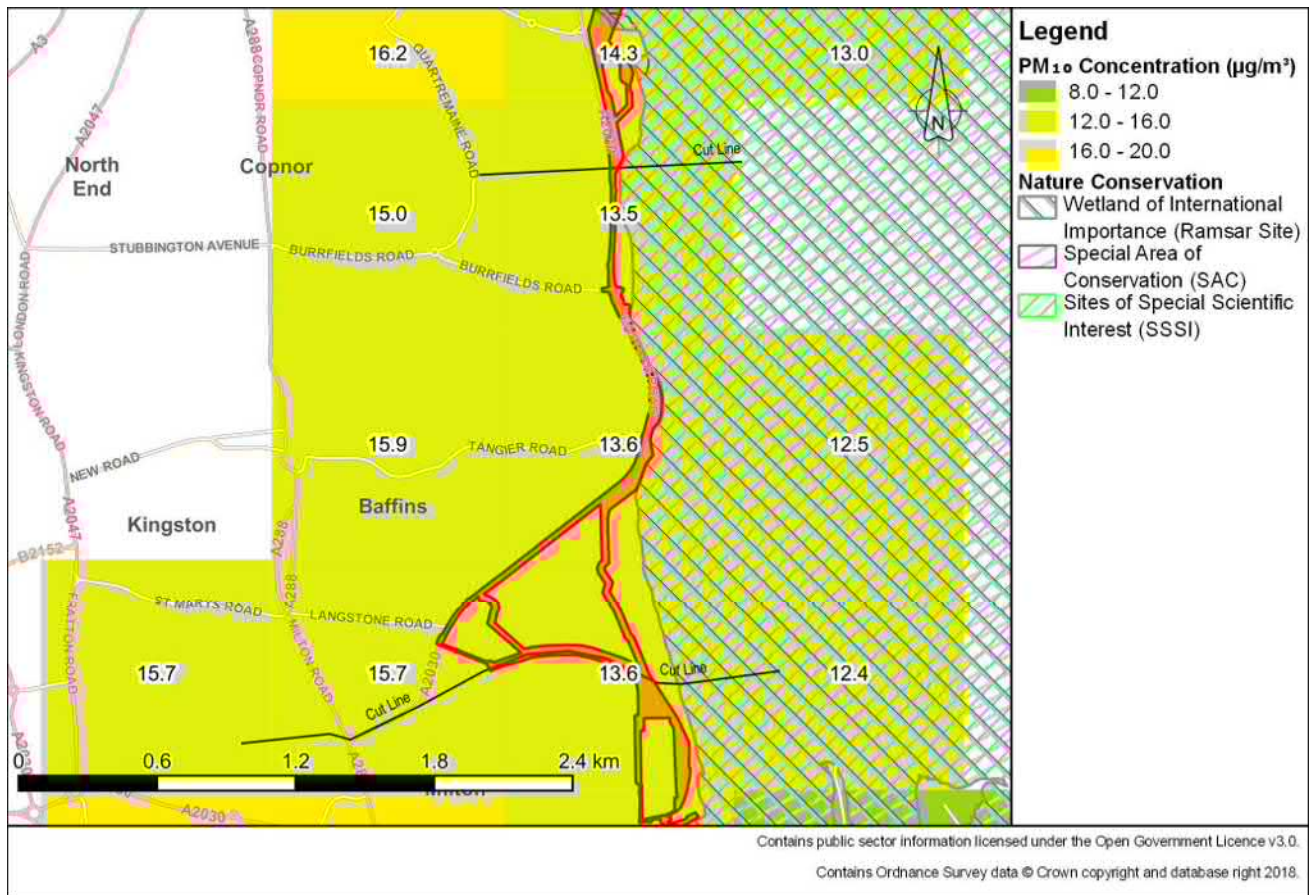 A3
A2047
A288COPNOR ROAD
16.2
QUARTREMAINE ROAD
14.3
13.0
N
North
End
Copnor
Cut Line
15.0
13.5
STUBBINGTON AVENUE
BURRFIELDS ROAD
BURRFIELDS ROAD
LONDON ROAD
KINGSTON ROAD
NEW ROAD
15.9
TANGIER ROAD
13.6
12.5
Baffins
Kingston
A2047
A288
B2152
A288
ST MARYS ROAD
LANGSTONE ROAD
FRATTON ROAD
MILTON ROAD
A2030
15.7
15.7
13.6
Cut Line
12.4
Cut Line
A2030
0
0.6
1.2
1.8
2.4 km
Milton
A2030
Legend
PM₁₀ Concentration (µg/m³)
8.0 - 12.0
12.0 - 16.0
16.0 - 20.0
Nature Conservation
Wetland of International
Importance (Ramsar Site)
Special Area of
Conservation (SAC)
Sites of Special Scientific
Interest (SSSI)
Contains public sector information licensed under the Open Government Licence v3.0.
Contains Ordnance Survey data © Crown copyright and database right 2018.